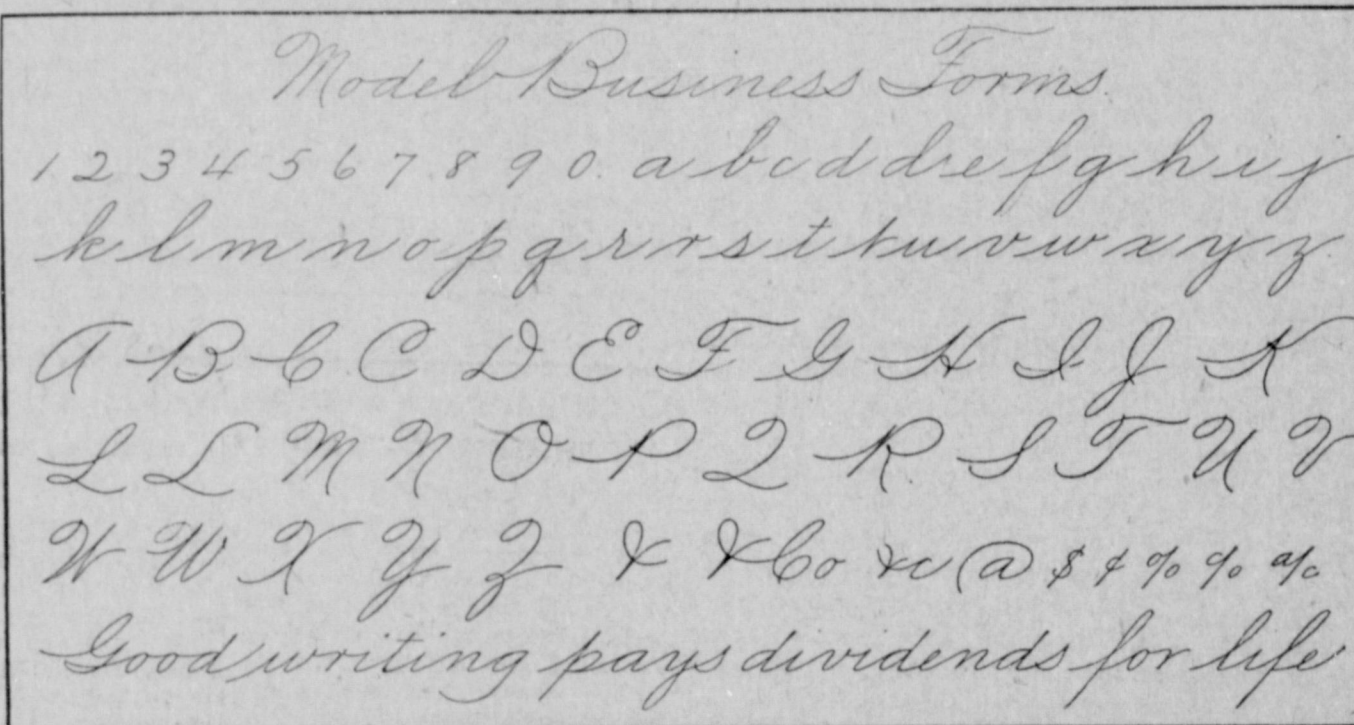 Model Business Forms.
1 2 3 4 5 6 7 8 9 0. a b c d d r e f g h i j
k l m n o p q r r s t t u v w x y z.
A B C C D E F G H I J K
L L M N O P Q R S T U V
W W X Y Z & & Co &c @ $ ¢ % % a/c
Good writing pays dividends for life